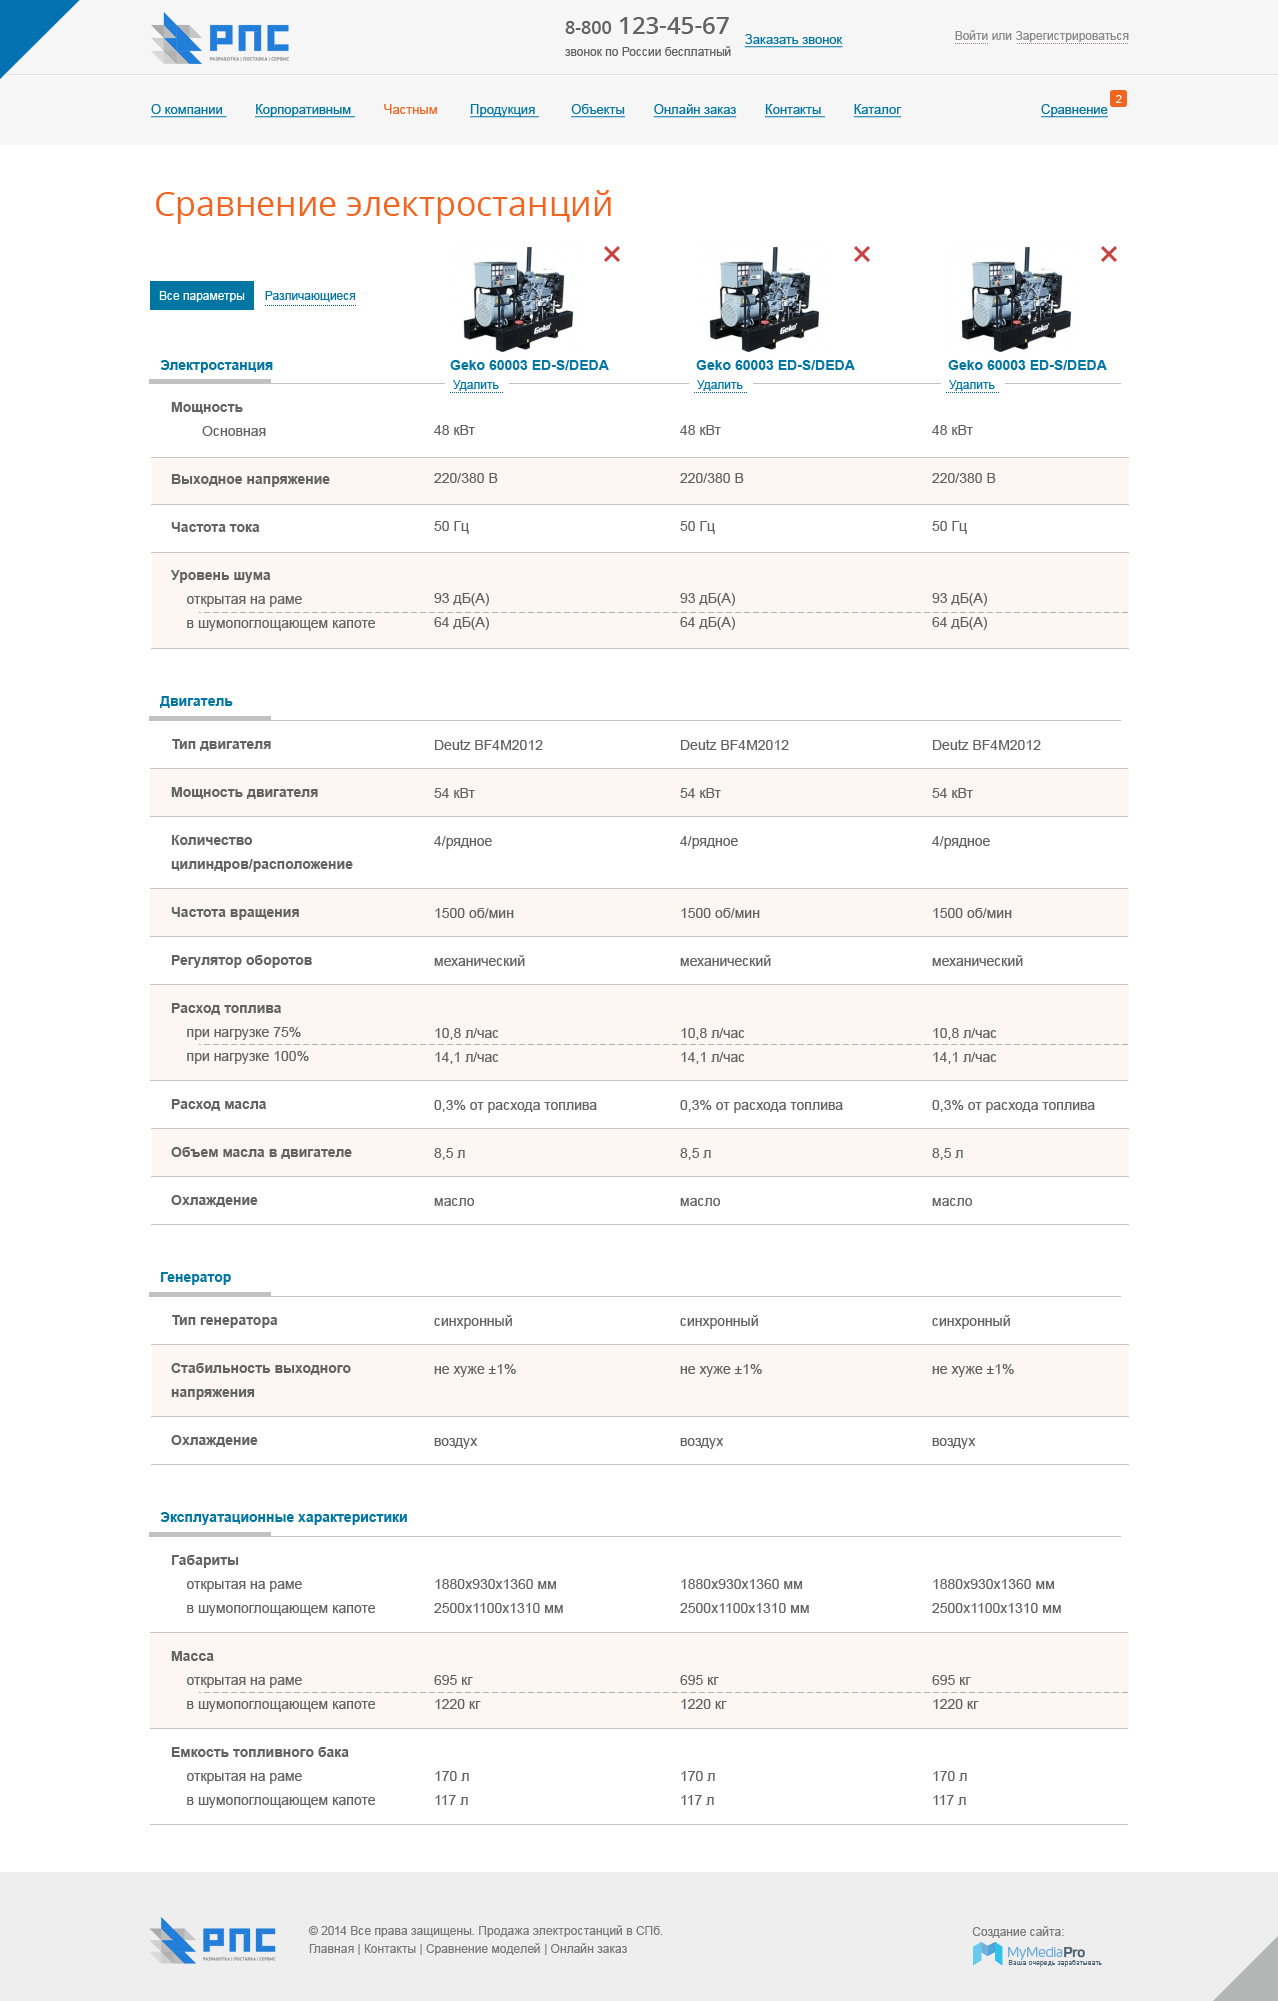 РПС
РАЗРАБОТКА | ПОСТАВКА | СЕРВИС
8-800 123-45-67
звонок по России бесплатный
Заказать звонок
Войти или Зарегистрироваться
О компании Корпоративным Частным Продукция Объекты Онлайн заказ Контакты Каталог Сравнение 2
Сравнение электростанций
Все параметры Различающиеся
Geko Geko Geko
Электростанция Geko 60003 ED-S/DEDA Geko 60003 ED-S/DEDA Geko 60003 ED-S/DEDA
Удалить Удалить Удалить
Мощность
Основная 48 кВт 48 кВт 48 кВт
Выходное напряжение 220/380 В 220/380 В 220/380 В
Частота тока 50 Гц 50 Гц 50 Гц
Уровень шума
открытая на раме 93 дБ(А) 93 дБ(А) 93 дБ(А)
в шумопоглощающем капоте 64 дБ(А) 64 дБ(А) 64 дБ(А)
Двигатель
Тип двигателя Deutz BF4M2012 Deutz BF4M2012 Deutz BF4M2012
Мощность двигателя 54 кВт 54 кВт 54 кВт
Количество 4/рядное 4/рядное 4/рядное
цилиндров/расположение
Частота вращения 1500 об/мин 1500 об/мин 1500 об/мин
Регулятор оборотов механический механический механический
Расход топлива
при нагрузке 75% 10,8 л/час 10,8 л/час 10,8 л/час
при нагрузке 100% 14,1 л/час 14,1 л/час 14,1 л/час
Расход масла 0,3% от расхода топлива 0,3% от расхода топлива 0,3% от расхода топлива
Объем масла в двигателе 8,5 л 8,5 л 8,5 л
Охлаждение масло масло масло
Генератор
Тип генератора синхронный синхронный синхронный
Стабильность выходного не хуже ±1% не хуже ±1% не хуже ±1%
напряжения
Охлаждение воздух воздух воздух
Эксплуатационные характеристики
Габариты
открытая на раме 1880х930х1360 мм 1880х930х1360 мм 1880х930х1360 мм
в шумопоглощающем капоте 2500х1100х1310 мм 2500х1100х1310 мм 2500х1100х1310 мм
Масса
открытая на раме 695 кг 695 кг 695 кг
в шумопоглощающем капоте 1220 кг 1220 кг 1220 кг
Емкость топливного бака
открытая на раме 170 л 170 л 170 л
в шумопоглощающем капоте 117 л 117 л 117 л
РПС
РАЗРАБОТКА | ПОСТАВКА | СЕРВИС
© 2014 Все права защищены. Продажа электростанций в СПб.
Главная | Контакты | Сравнение моделей | Онлайн заказ
Создание сайта:
MyMediaPro
Ваша очередь зарабатывать